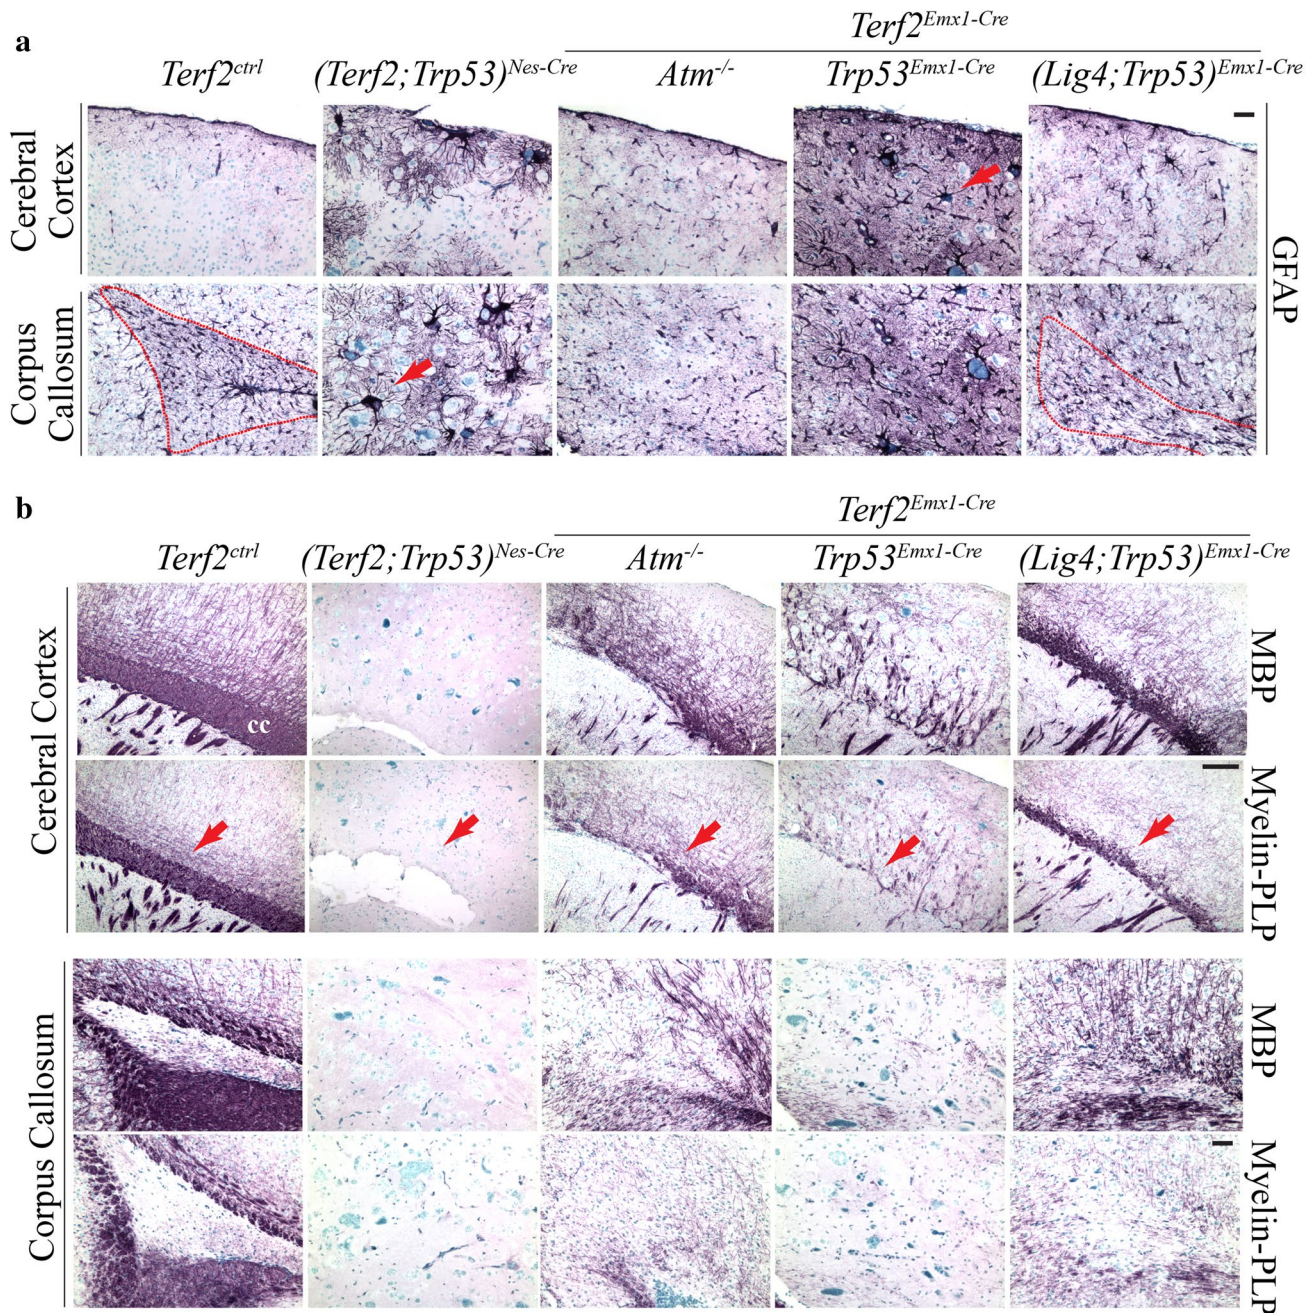 a
Terf2^Emx1-Cre
Terf2^ctrl (Terf2;Trp53)^Nes-Cre Atm^-/- Trp53^Emx1-Cre (Lig4;Trp53)^Emx1-Cre
Cerebral
Cortex
Corpus
Callosum
GFAP
b
Terf2^Emx1-Cre
Terf2^ctrl (Terf2;Trp53)^Nes-Cre Atm^-/- Trp53^Emx1-Cre (Lig4;Trp53)^Emx1-Cre
Cerebral Cortex
cc
MBP
Myelin-PLP
Corpus Callosum
MBP
Myelin-PLP